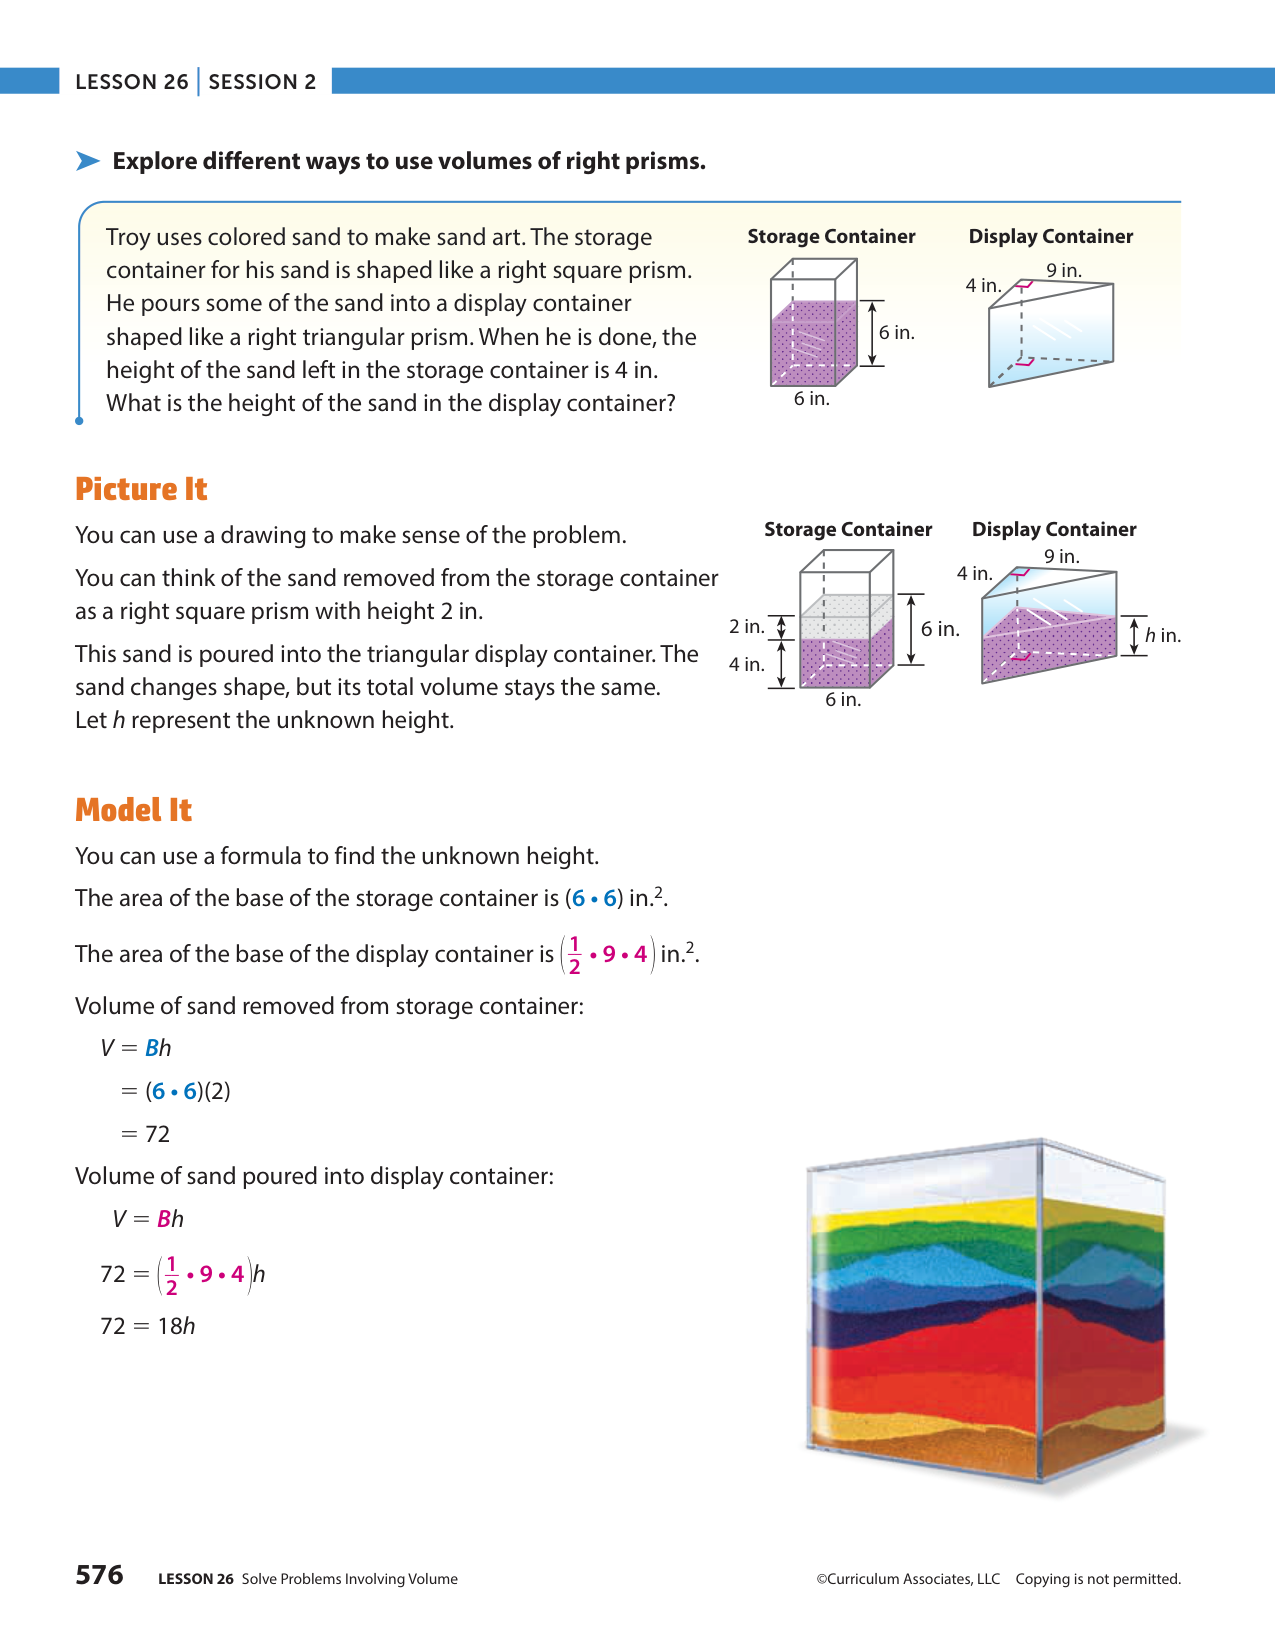 LESSON 26 | SESSION 2
➤ Explore different ways to use volumes of right prisms.
Troy uses colored sand to make sand art. The storage
container for his sand is shaped like a right square prism.
He pours some of the sand into a display container
shaped like a right triangular prism. When he is done, the
height of the sand left in the storage container is 4 in.
What is the height of the sand in the display container?
Storage Container
6 in.
6 in.
Display Container
4 in.
9 in.
Picture It
You can use a drawing to make sense of the problem.
You can think of the sand removed from the storage container
as a right square prism with height 2 in.
This sand is poured into the triangular display container. The
sand changes shape, but its total volume stays the same.
Let h represent the unknown height.
Storage Container
2 in.
4 in.
6 in.
6 in.
Display Container
4 in.
9 in.
h in.
Model It
You can use a formula to find the unknown height.
The area of the base of the storage container is (6 • 6) in.².
The area of the base of the display container is (1/2 • 9 • 4) in.².
Volume of sand removed from storage container:
V = Bh
= (6 • 6)(2)
= 72
Volume of sand poured into display container:
V = Bh
72 = (1/2 • 9 • 4)h
72 = 18h
576 LESSON 26 Solve Problems Involving Volume
©Curriculum Associates, LLC Copying is not permitted.